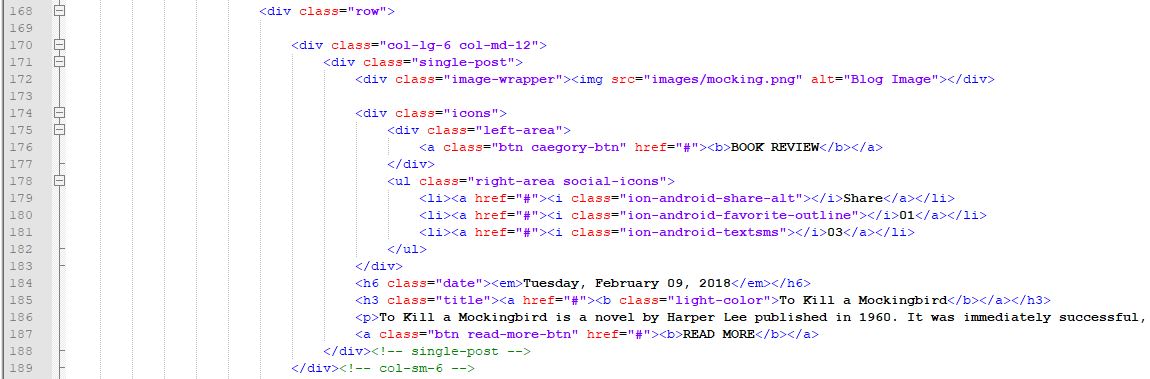 168 <div class="row">
169
170 <div class="col-lg-6 col-md-12">
171 <div class="single-post">
172 <div class="image-wrapper"><img src="images/mocking.png" alt="Blog Image"></div>
173
174 <div class="icons">
175 <div class="left-area">
176 <a class="btn caegory-btn" href="#"><b>BOOK REVIEW</b></a>
177 </div>
178 <ul class="right-area social-icons">
179 <li><a href="#"><i class="ion-android-share-alt"></i>Share</a></li>
180 <li><a href="#"><i class="ion-android-favorite-outline"></i>01</a></li>
181 <li><a href="#"><i class="ion-android-textsms"></i>03</a></li>
182 </ul>
183 </div>
184 <h6 class="date"><em>Tuesday, February 09, 2018</em></h6>
185 <h3 class="title"><a href="#"><b class="light-color">To Kill a Mockingbird</b></a></h3>
186 <p>To Kill a Mockingbird is a novel by Harper Lee published in 1960. It was immediately successful,
187 <a class="btn read-more-btn" href="#"><b>READ MORE</b></a>
188 </div><!-- single-post -->
189 </div><!-- col-sm-6 -->